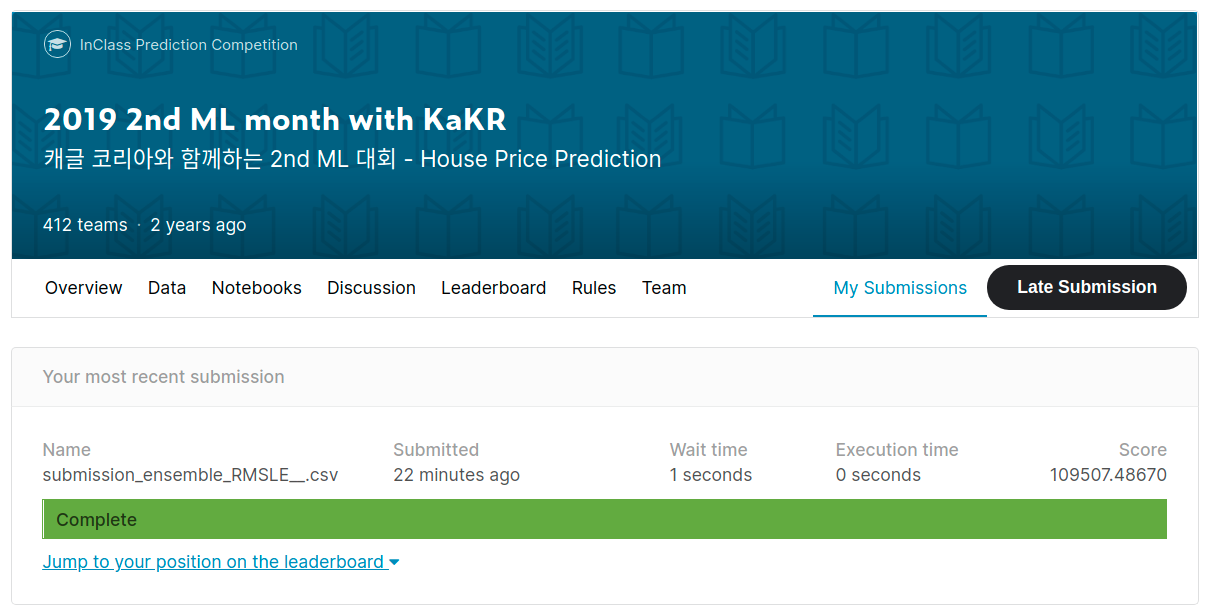 InClass Prediction Competition
2019 2nd ML month with KaKR
캐글 코리아와 함께하는 2nd ML 대회 - House Price Prediction
412 teams · 2 years ago
Overview Data Notebooks Discussion Leaderboard Rules Team My Submissions Late Submission
Your most recent submission
Name Submitted Wait time Execution time Score
submission_ensemble_RMSLE__.csv 22 minutes ago 1 seconds 0 seconds 109507.48670
Complete
Jump to your position on the leaderboard